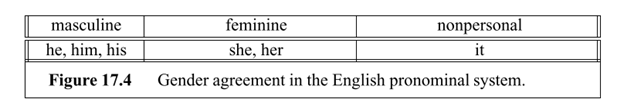 masculine feminine nonpersonal
he, him, his she, her it
Figure 17.4 Gender agreement in the English pronominal system.